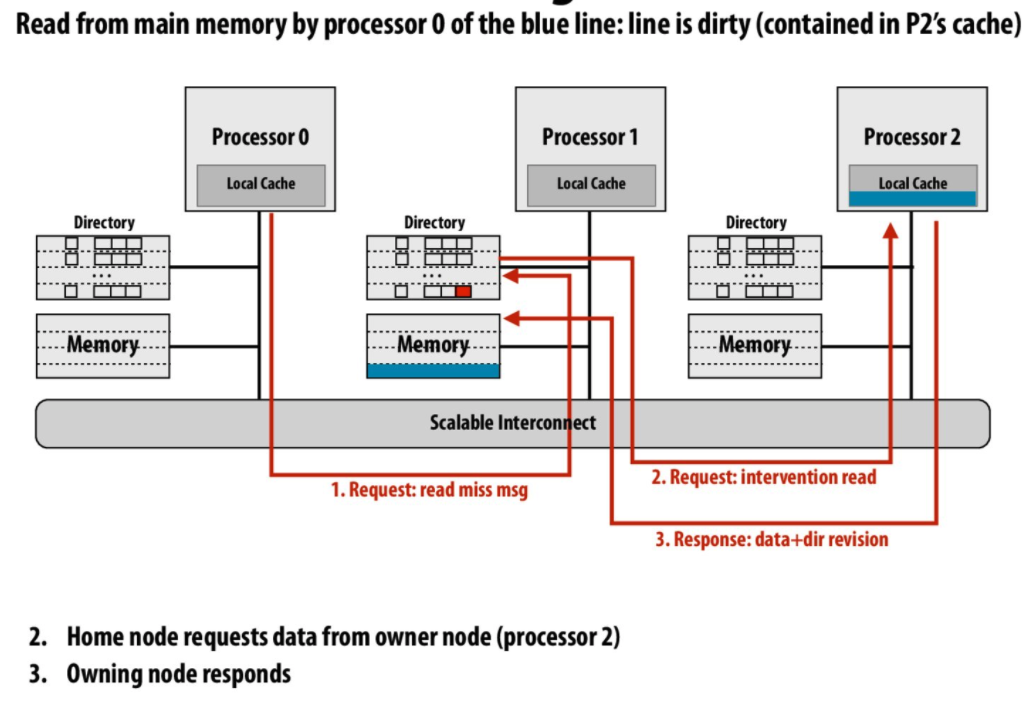 Read from main memory by processor 0 of the blue line: line is dirty (contained in P2's cache)
Processor 0
Local Cache
Processor 1
Local Cache
Processor 2
Local Cache
Directory
...
Memory
Directory
...
Memory
Directory
...
Memory
Scalable Interconnect
1. Request: read miss msg
2. Request: intervention read
3. Response: data+dir revision
2. Home node requests data from owner node (processor 2)
3. Owning node responds